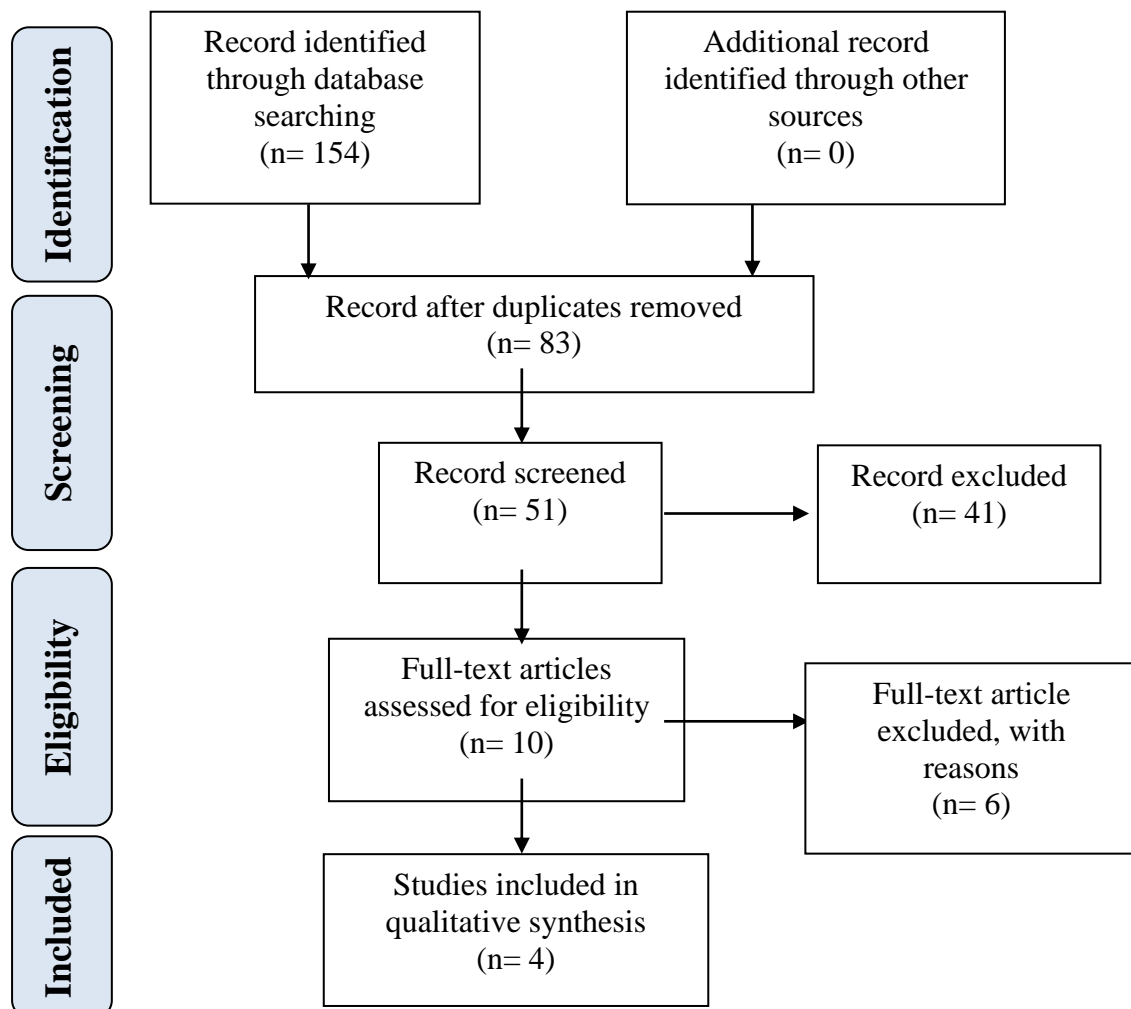 Identification
Record identified
through database
searching
(n= 154)
Additional record
identified through other
sources
(n= 0)
Record after duplicates removed
(n= 83)
Screening
Record screened
(n= 51)
Record excluded
(n= 41)
Eligibility
Full-text articles
assessed for eligibility
(n= 10)
Full-text article
excluded, with
reasons
(n= 6)
Included
Studies included in
qualitative synthesis
(n= 4)